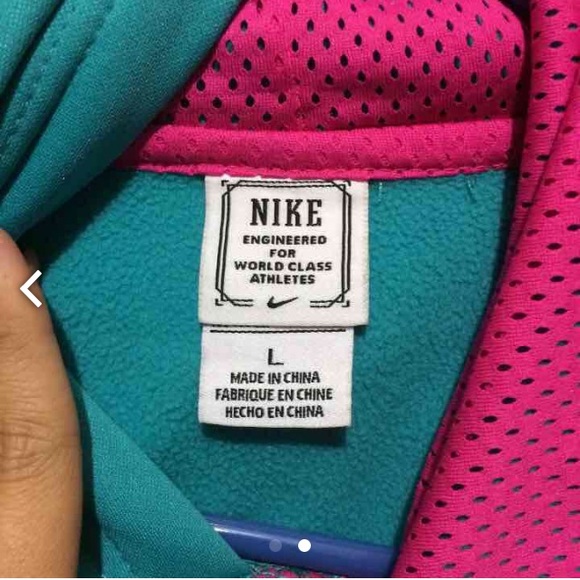 NIKE
ENGINEERED
FOR
WORLD CLASS
ATHLETES
L
MADE IN CHINA
FABRIQUE EN CHINE
HECHO EN CHINA